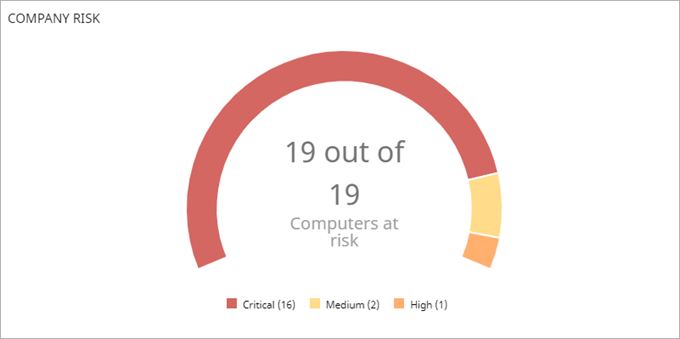 COMPANY RISK
19 out of
19
Computers at
risk
Critical (16) Medium (2) High (1)